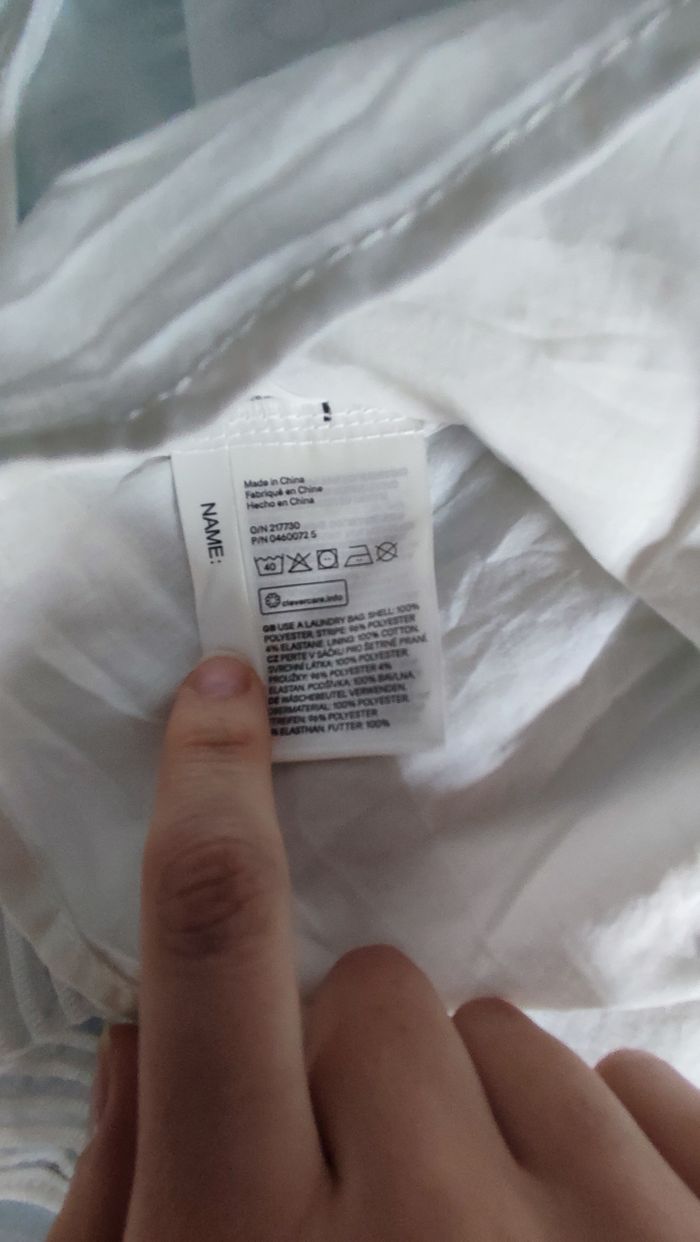 NAME:
Made in China
Fabriqué en Chine
Hecho en China
O/N 217730
P/N 0460072 5
40
clevercare.info
GB USE A LAUNDRY BAG. SHELL: 100%
POLYESTER. STRIPE: 96% POLYESTER
4% ELASTANE. LINING: 100% COTTON.
CZ PERTE V SÁČKU PRO ŠETRNÉ PRANÍ.
SVRCHNÍ LÁTKA: 100% POLYESTER.
PROUŽKY: 96% POLYESTER 4%
ELASTAN. PODŠÍVKA: 100% BAVLNA.
DE WÄSCHEBEUTEL VERWENDEN.
OBERMATERIAL: 100% POLYESTER.
STREIFEN: 96% POLYESTER
% ELASTHAN. FUTTER: 100%